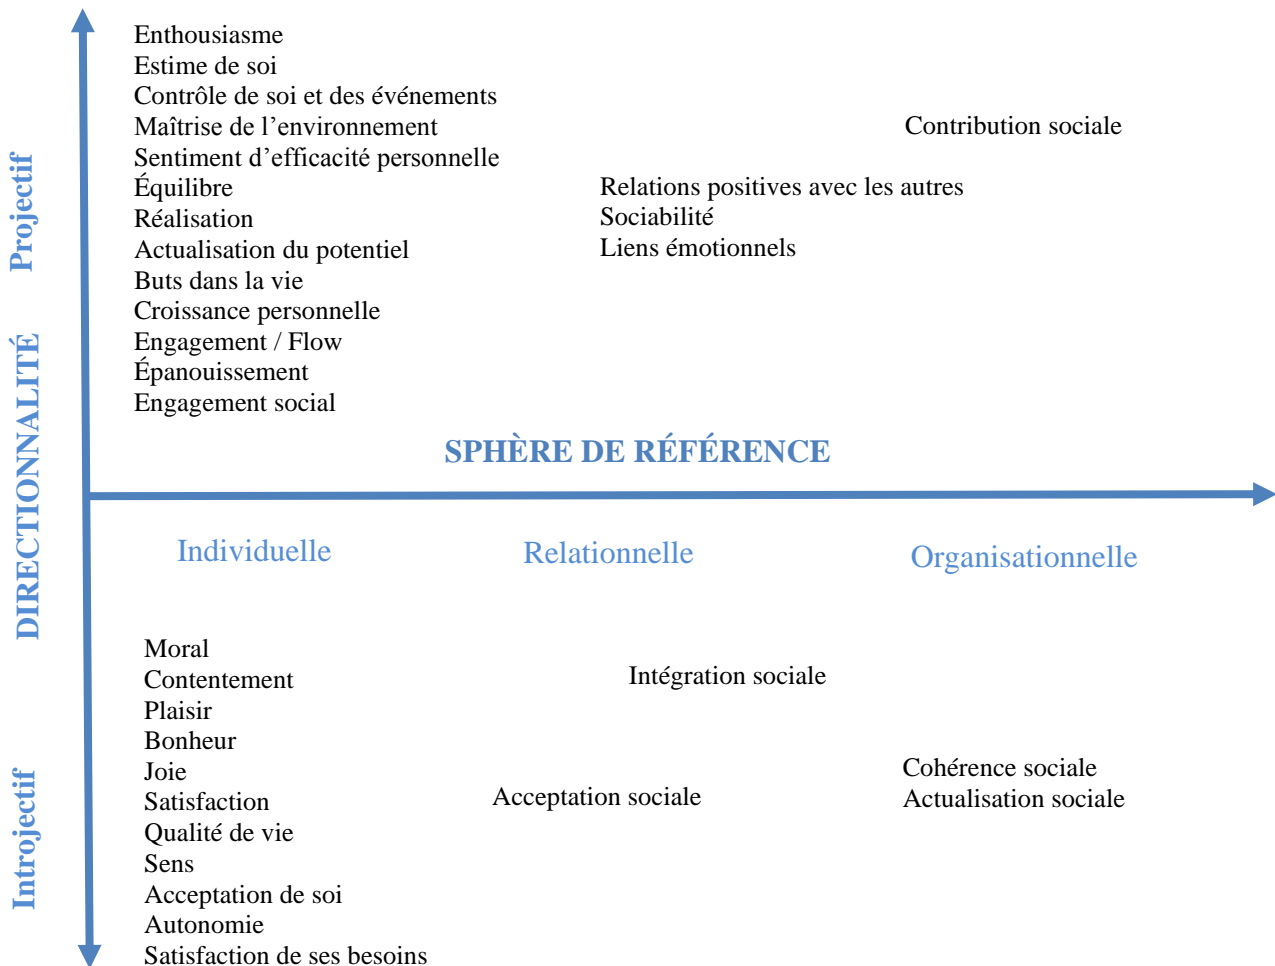 Enthousiasme
Estime de soi
Contrôle de soi et des événements
Maîtrise de l’environnement
Sentiment d’efficacité personnelle
Équilibre
Réalisation
Actualisation du potentiel
Buts dans la vie
Croissance personnelle
Engagement / Flow
Épanouissement
Engagement social
Relations positives avec les autres
Sociabilité
Liens émotionnels
Contribution sociale
Projectif
DIRECTIONNALITÉ
Introjectif
SPHÈRE DE RÉFÉRENCE
Individuelle
Relationnelle
Organisationnelle
Moral
Contentement
Plaisir
Bonheur
Joie
Satisfaction
Qualité de vie
Sens
Acceptation de soi
Autonomie
Satisfaction de ses besoins
Intégration sociale
Acceptation sociale
Cohérence sociale
Actualisation sociale